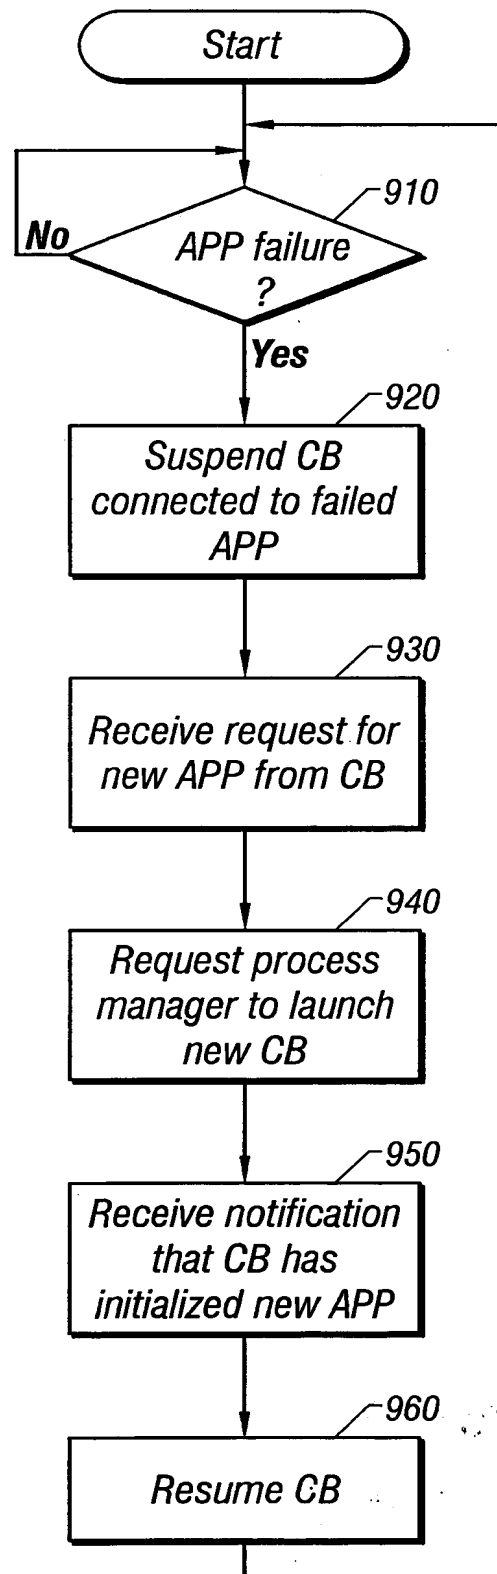 Start
910
No
APP failure
?
Yes
920
Suspend CB
connected to failed
APP
930
Receive request for
new APP from CB
940
Request process
manager to launch
new CB
950
Receive notification
that CB has
initialized new APP
960
Resume CB